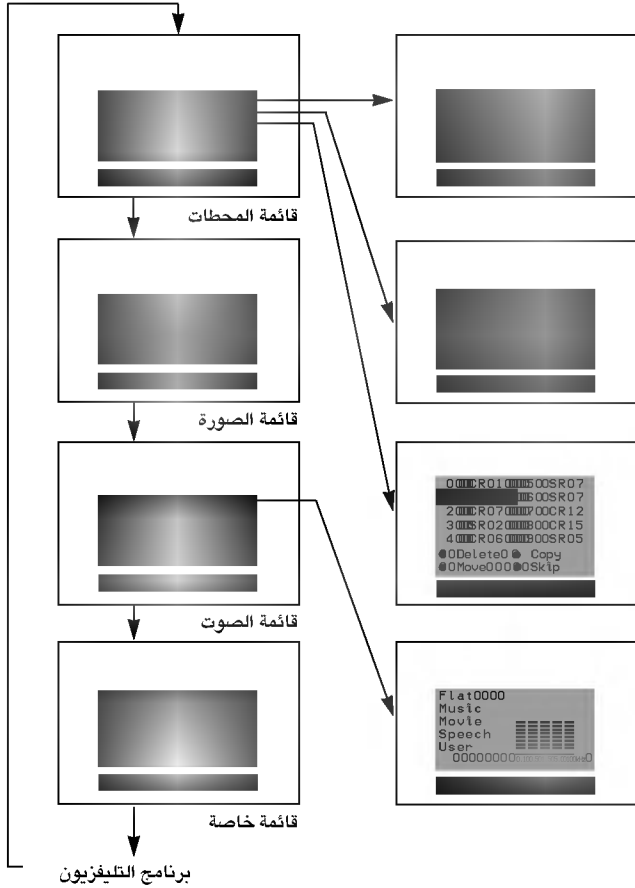 قائمة المحطات
قائمة الصورة
قائمة الصوت
قائمة خاصة
برنامج التليفزيون
CR01 SR07
SR07
CR07 CR12
SR02 CR15
CR06 SR05
Delete Copy
Move Skip
Flat
Music
Movie
Speech
User